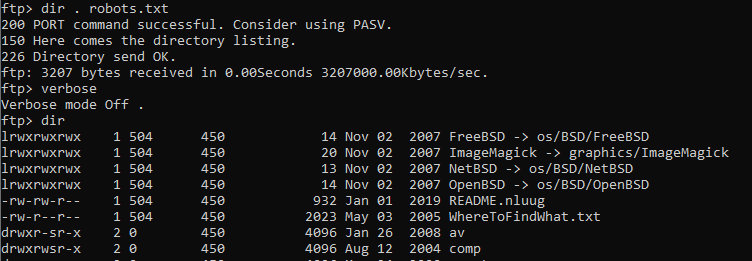 ftp> dir . robots.txt
200 PORT command successful. Consider using PASV.
150 Here comes the directory listing.
226 Directory send OK.
ftp: 3207 bytes received in 0.00Seconds 3207000.00Kbytes/sec.
ftp> verbose
Verbose mode Off .
ftp> dir
lrwxrwxrwx    1 504      450            14 Nov 02  2007 FreeBSD -> os/BSD/FreeBSD
lrwxrwxrwx    1 504      450            20 Nov 02  2007 ImageMagick -> graphics/ImageMagick
lrwxrwxrwx    1 504      450            13 Nov 02  2007 NetBSD -> os/BSD/NetBSD
lrwxrwxrwx    1 504      450            14 Nov 02  2007 OpenBSD -> os/BSD/OpenBSD
-rw-rw-r--    1 504      450           932 Jan 01  2019 README.nluug
-rw-r--r--    1 504      450          2023 May 03  2005 WhereToFindWhat.txt
drwxr-sr-x    2 0        450          4096 Jan 26  2008 av
drwxrwsr-x    2 0        450          4096 Aug 12  2004 comp